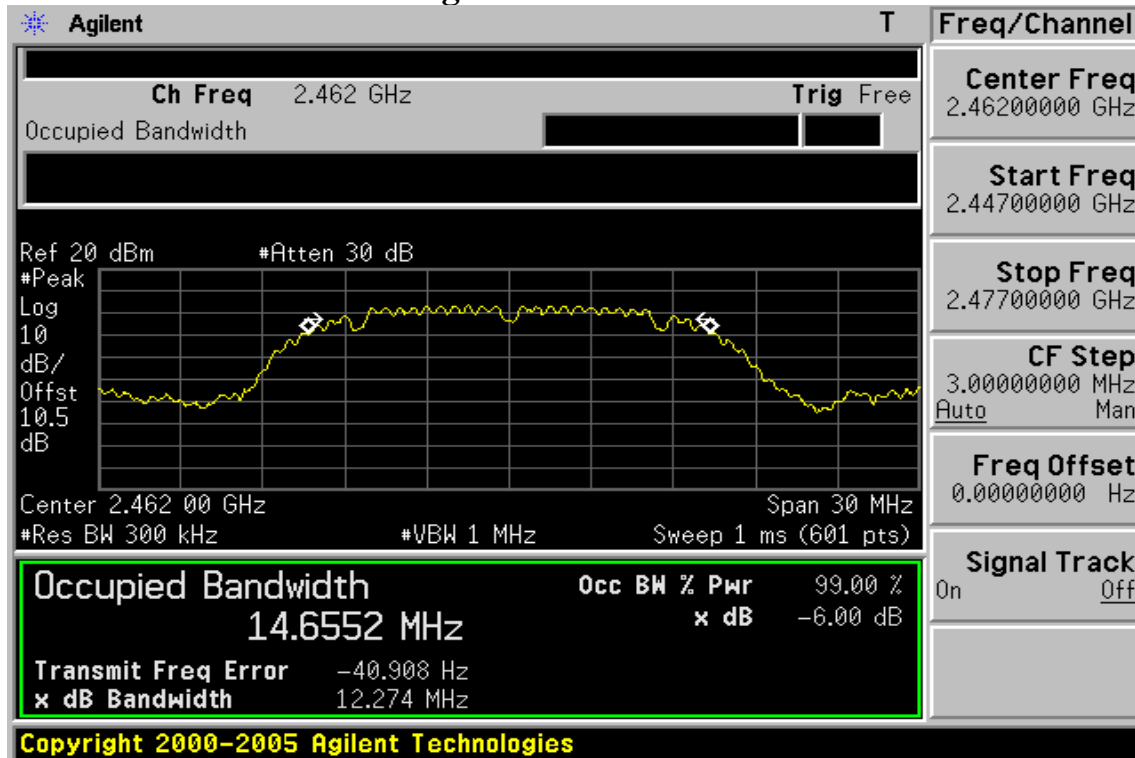 Agilent T Freq/Channel
Ch Freq 2.462 GHz Trig Free
Occupied Bandwidth
Center Freq
2.46200000 GHz
Start Freq
2.44700000 GHz
Stop Freq
2.47700000 GHz
CF Step
3.00000000 MHz
Auto Man
Freq Offset
0.00000000 Hz
Signal Track
On Off
Ref 20 dBm #Atten 30 dB
#Peak
Log
10
dB/
Offst
10.5
dB
Center 2.462 00 GHz Span 30 MHz
#Res BW 300 kHz #VBW 1 MHz Sweep 1 ms (601 pts)
Occupied Bandwidth Occ BW % Pwr 99.00 %
14.6552 MHz x dB -6.00 dB
Transmit Freq Error -40.908 Hz
x dB Bandwidth 12.274 MHz
Copyright 2000-2005 Agilent Technologies